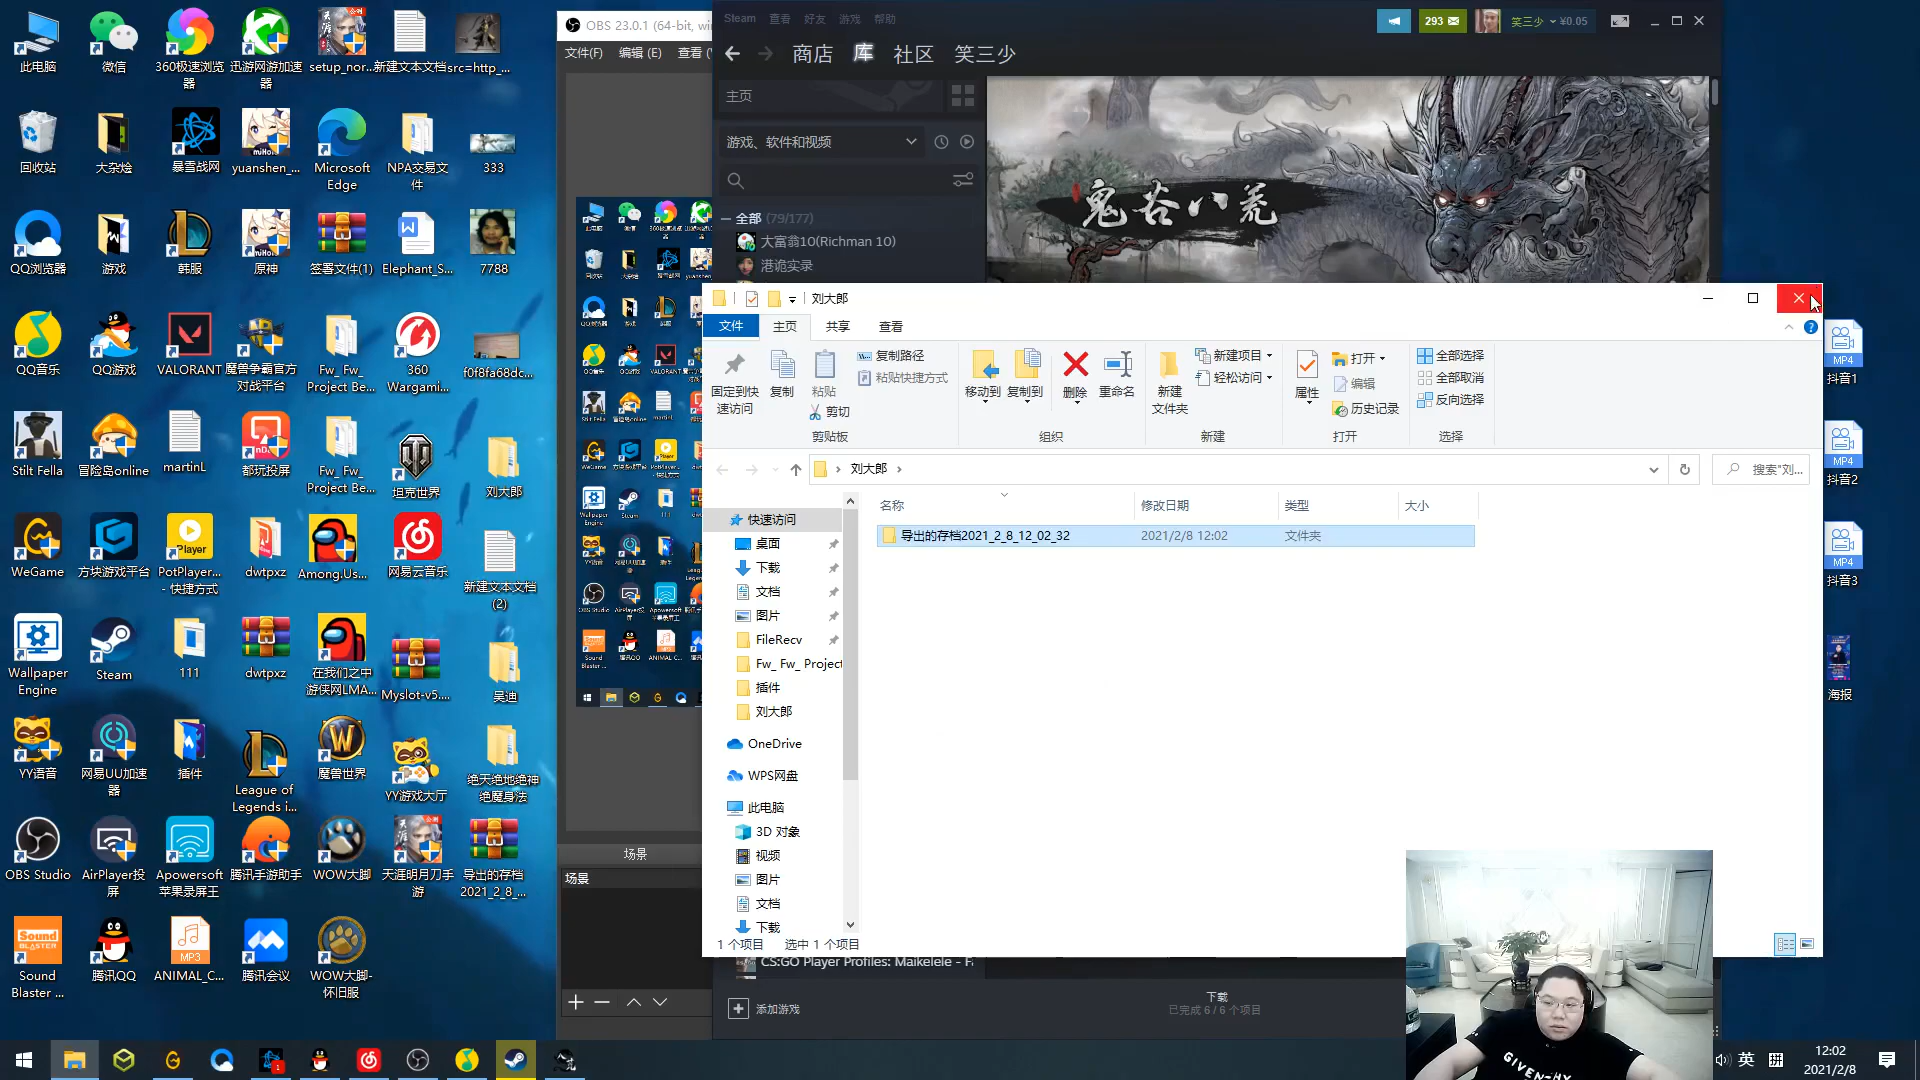 此电脑
微信
360极速浏览器
迅游网游加速器
setup_nor...
新建文本文档
src=http_...
回收站
大杂烩
暴雪战网
yuanshen_...
Microsoft Edge
NPA交易文件
333
QQ浏览器
游戏
韩服
原神
签署文件(1)
Elephant_S...
7788
QQ音乐
QQ游戏
VALORANT
魔兽争霸官方对战平台
Fw_Fw_ Project Be...
360 Wargami...
f0f8fa68dc...
Stilt Fella
冒险岛online
martinL
都玩投屏
Fw_Fw_ Project Be...
坦克世界
刘大郎
WeGame
方块游戏平台
PotPlayer... - 快捷方式
dwtpxz
Among.Us...
网易云音乐
新建文本文档 (2)
Wallpaper Engine
Steam
111
dwtpxz
在我们之中 游侠网LMA...
Myslot-v5....
吴迪
YY语音
网易UU加速器
插件
League of Legends i...
魔兽世界
YY游戏大厅
绝天绝地绝神绝魔身法
OBS Studio
AirPlayer投屏
Apowersoft 苹果录屏王
腾讯手游助手
WOW大脚
天涯明月刀手游
导出的存档 2021_2_8_...
Sound Blaster ...
腾讯QQ
ANIMAL_C...
腾讯会议
WOW大脚-怀旧服
OBS 23.0.1 (64-bit, wi
文件(F)
编辑 (E)
查看 (V
场景
场景
Steam
查看
好友
游戏
帮助
293
笑三少
¥0.05
商店
库
社区
笑三少
主页
游戏、软件和视频
全部 (79/177)
大富翁10(Richman 10)
港诡实录
鬼谷八荒
刘大郎
文件
主页
共享
查看
固定到快速访问
复制
粘贴
复制路径
粘贴快捷方式
剪切
剪贴板
移动到
复制到
删除
重命名
组织
新建文件夹
新建项目
轻松访问
新建
属性
打开
编辑
历史记录
打开
全部选择
全部取消
反向选择
选择
刘大郎
搜索"刘...
名称
修改日期
类型
大小
导出的存档2021_2_8_12_02_32
2021/2/8 12:02
文件夹
快速访问
桌面
下载
文档
图片
FileRecv
Fw_ Fw_ Project
插件
刘大郎
OneDrive
WPS网盘
此电脑
3D 对象
视频
图片
文档
下载
1 个项目
选中 1 个项目
CS:GO Player Profiles: Maikelele - F
添加游戏
下载
已完成 6 / 6 个项目
MP4
抖音1
MP4
抖音2
MP4
抖音3
海报
GIVENCHY
英
12:02
2021/2/8